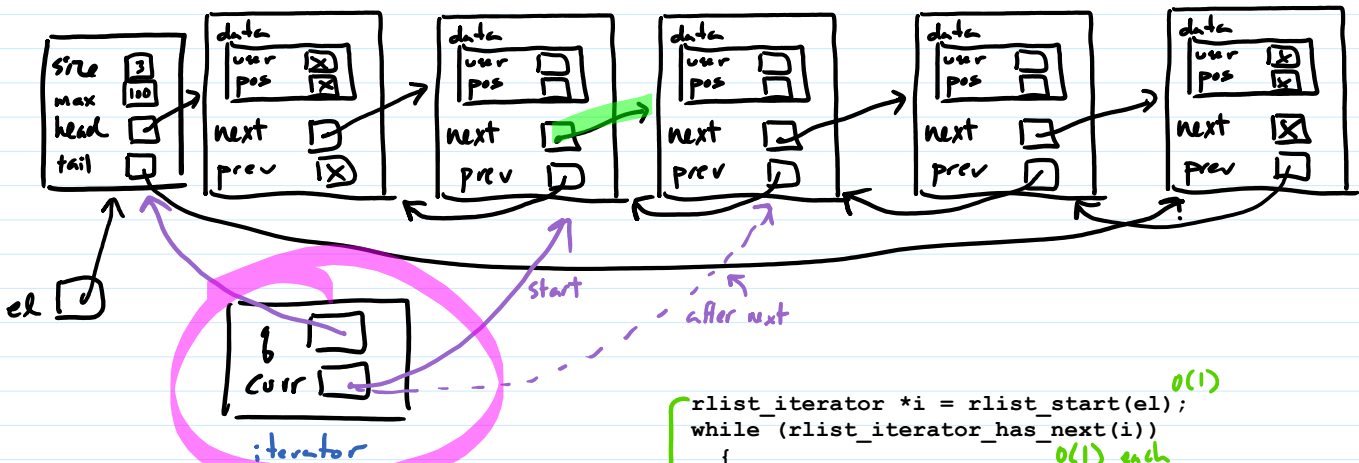 size 3
max 100
head
tail
data
user X
pos X
next
prev X
data
user
pos
next
prev
data
user
pos
next
prev
data
user
pos
next
prev
data
user X
pos X
next X
prev
el
start
after next
q
curr
iterator
O(1)
rlist_iterator *i = rlist_start(el);
while (rlist_iterator_has_next(i))
{
O(1) each